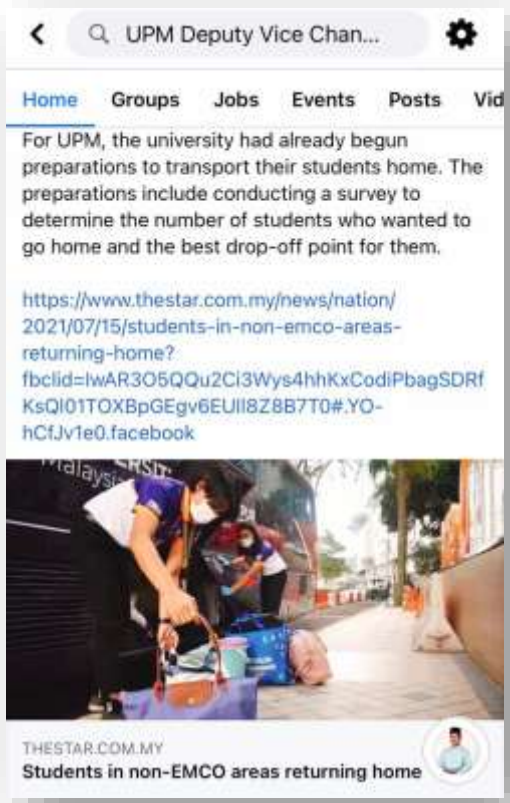 UPM Deputy Vice Chan...
Home Groups Jobs Events Posts Vid
For UPM, the university had already begun
preparations to transport their students home. The
preparations include conducting a survey to
determine the number of students who wanted to
go home and the best drop-off point for them.
https://www.thestar.com.my/news/nation/
2021/07/15/students-in-non-emco-areas-
returning-home?
fbclid=IwAR3O5QQu2Ci3Wys4hhKxCodiPbagSDRf
KsQl01TOXBpGEgv6EUll8Z8B7T0#.YO-
hCfJv1e0.facebook
ERSIT
Malaysia
THESTAR.COM.MY
Students in non-EMCO areas returning home